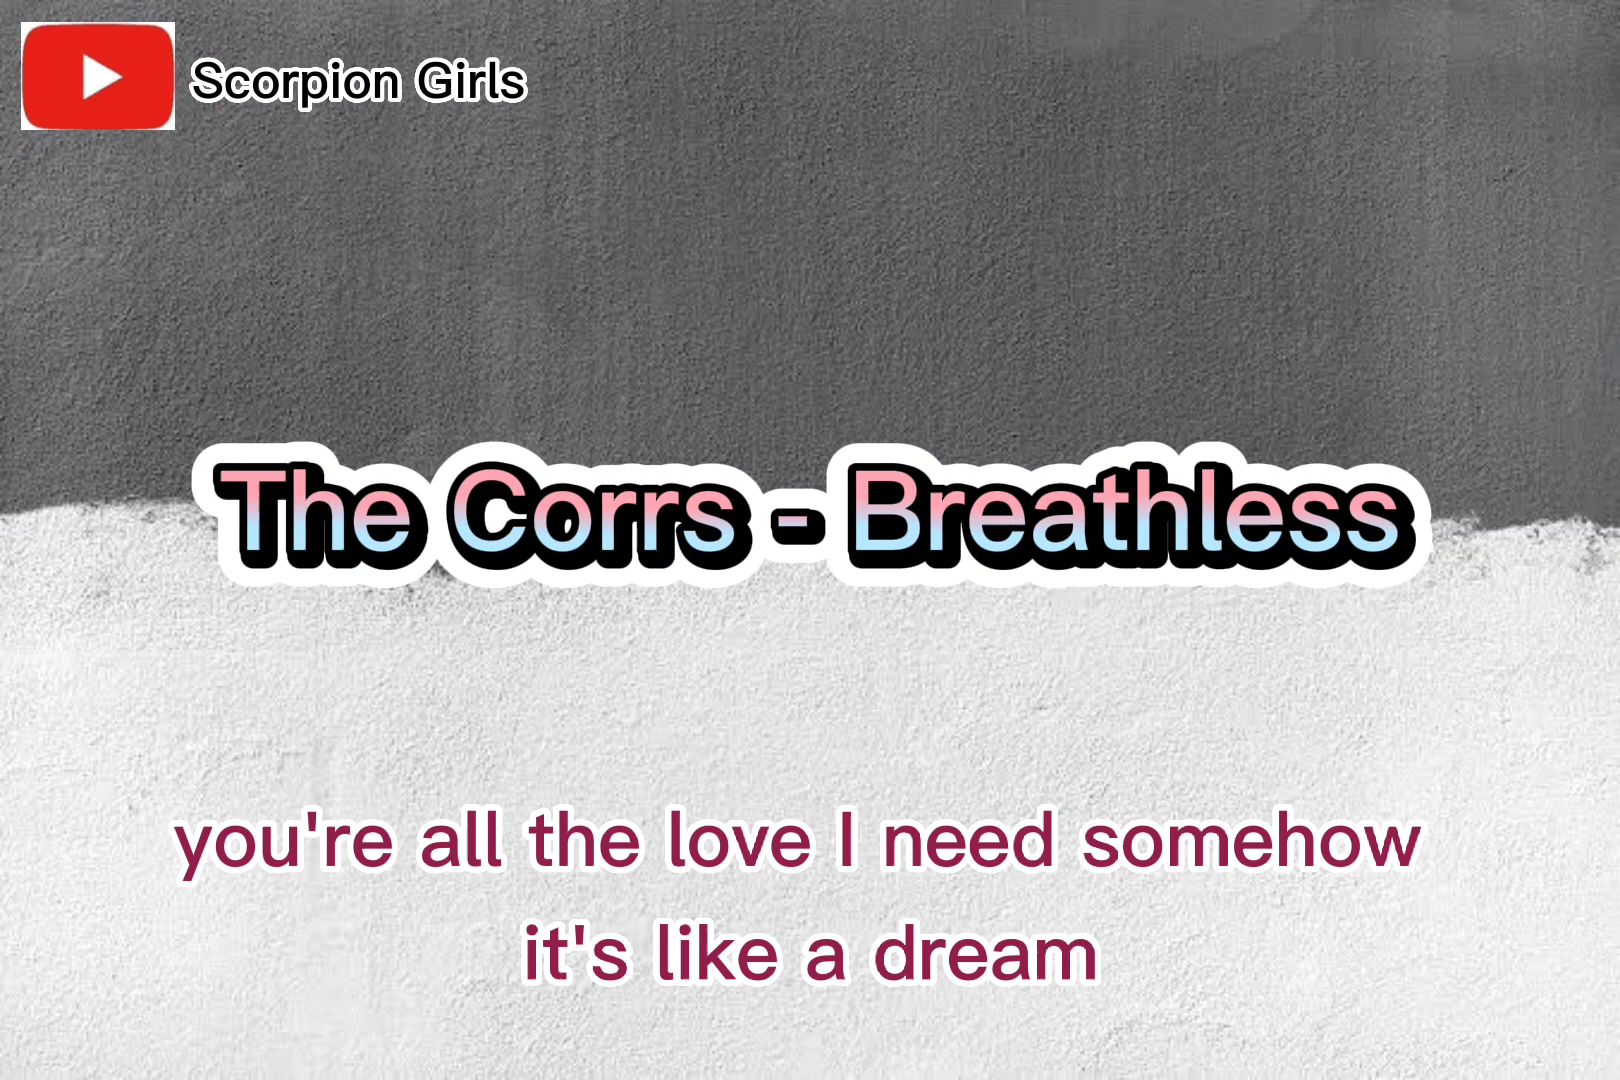 Scorpion Girls
The Corrs - Breathless
you're all the love I need somehow
it's like a dream